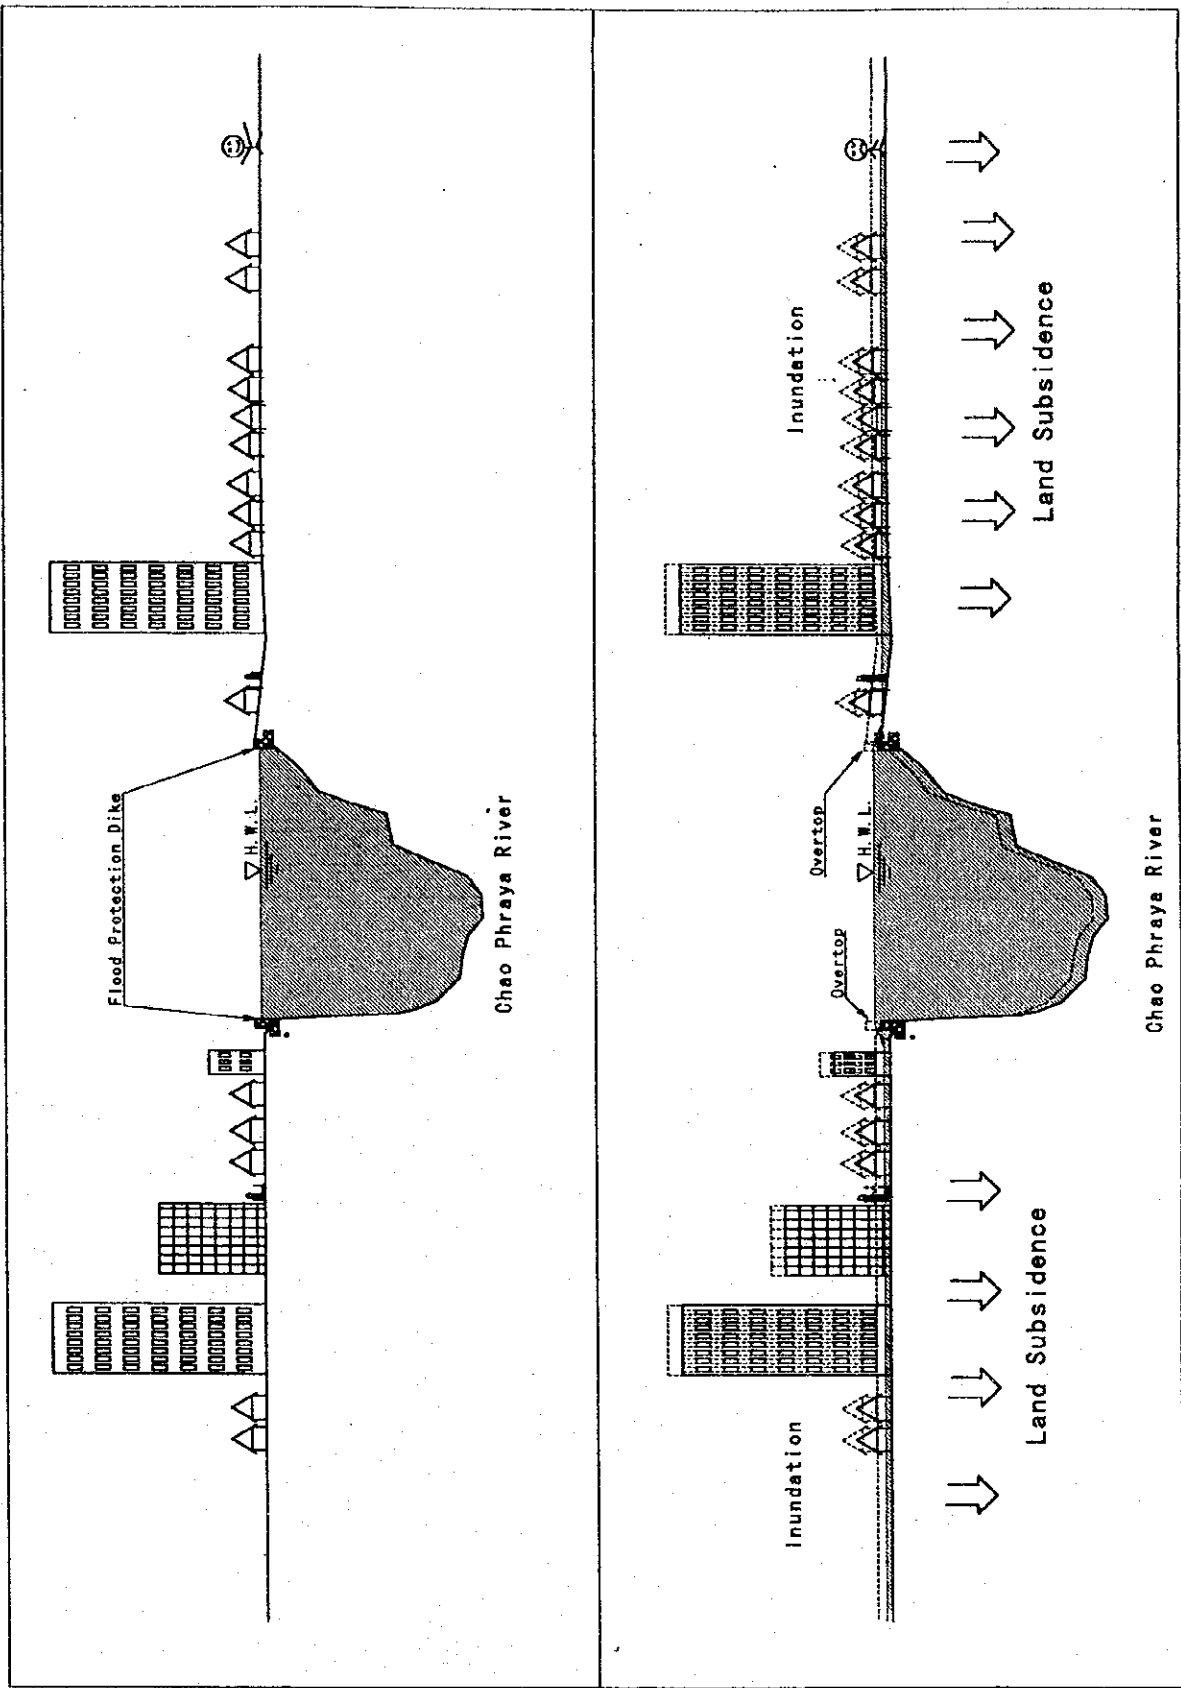 Flood Protection Dike
H.W.L.
Chao Phraya River
Inundation
Overtop
Overtop
H.W.L.
Inundation
Land Subsidence
Land Subsidence
Chao Phraya River